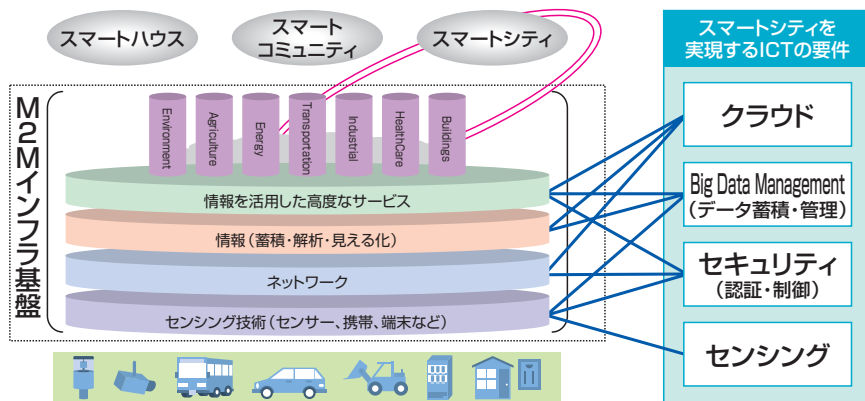 スマートハウス
スマート
コミュニティ
スマートシティ
スマートシティを
実現するICTの要件
M2Mインフラ基盤
Environment
Agriculture
Energy
Transportation
Industrial
HealthCare
Buildings
情報を活用した高度なサービス
情報（蓄積・解析・見える化）
ネットワーク
センシング技術（センサー、携帯、端末など）
クラウド
Big Data Management
（データ蓄積・管理）
セキュリティ
（認証・制御）
センシング